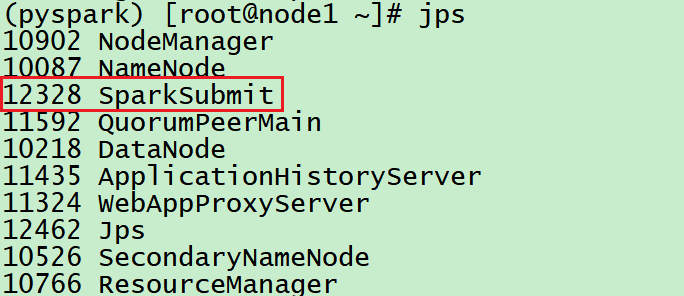 (pyspark) [root@node1 ~]# jps
10902 NodeManager
10087 NameNode
12328 SparkSubmit
11592 QuorumPeerMain
10218 DataNode
11435 ApplicationHistoryServer
11324 WebAppProxyServer
12462 Jps
10526 SecondaryNameNode
10766 ResourceManager